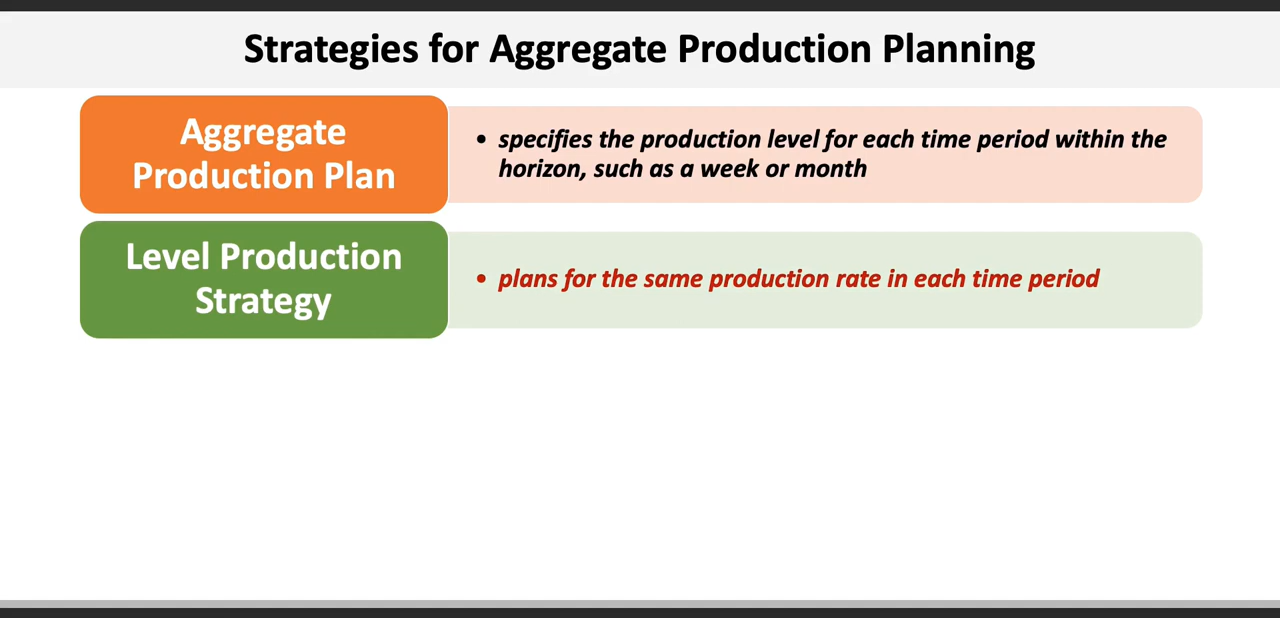 Strategies for Aggregate Production Planning
Aggregate
Production Plan
• specifies the production level for each time period within the
horizon, such as a week or month
Level Production
Strategy
• plans for the same production rate in each time period